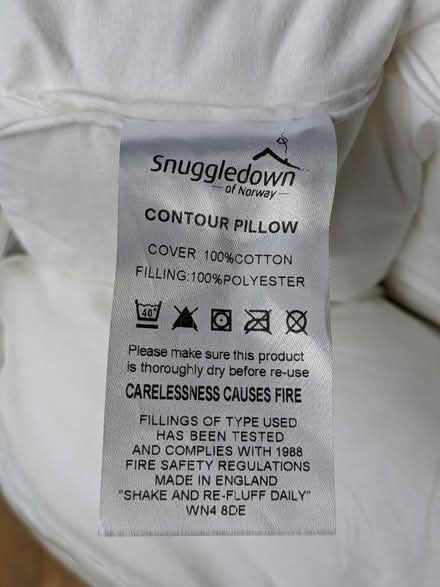 Snuggledown
of Norway
CONTOUR PILLOW
COVER 100%COTTON
FILLING:100%POLYESTER
40°
Please make sure this product
is thoroughly dry before re-use
CARELESSNESS CAUSES FIRE
FILLINGS OF TYPE USED
HAS BEEN TESTED
AND COMPLIES WITH 1988
FIRE SAFETY REGULATIONS
MADE IN ENGLAND
"SHAKE AND RE-FLUFF DAILY"
WN4 8DE